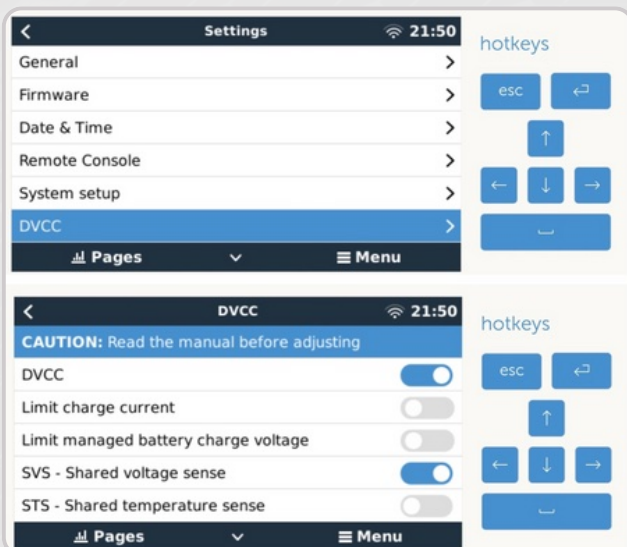 Settings 21:50
General
Firmware
Date & Time
Remote Console
System setup
DVCC
Pages Menu
hotkeys
esc
DVCC 21:50
CAUTION: Read the manual before adjusting
DVCC
Limit charge current
Limit managed battery charge voltage
SVS - Shared voltage sense
STS - Shared temperature sense
Pages Menu
hotkeys
esc